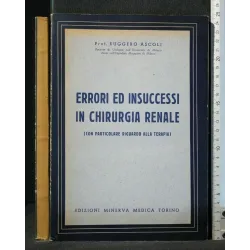 Prof. RUGGERO ASCOLI
ERRORI ED INSUCCESSI
IN CHIRURGIA RENALE
(CON PARTICOLARE RIGUARDO ALLA TERAPIA)
EDIZIONI MINERVA MEDICA TORINO